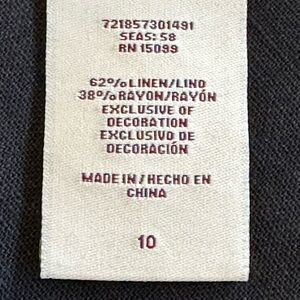 721857301491
SEAS: S8
RN 15099
62% LINEN/LINO
38% RAYON/RAYÓN
EXCLUSIVE OF
DECORATION
EXCLUSIVO DE
DECORACIÓN
MADE IN / HECHO EN
CHINA
10